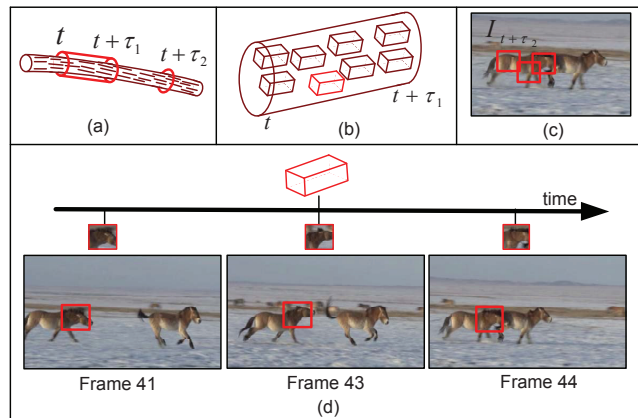 t
t + τ₁
t + τ₂
(a)
t
t + τ₁
(b)
I t + τ₂
(c)
time
Frame 41
Frame 43
Frame 44
(d)